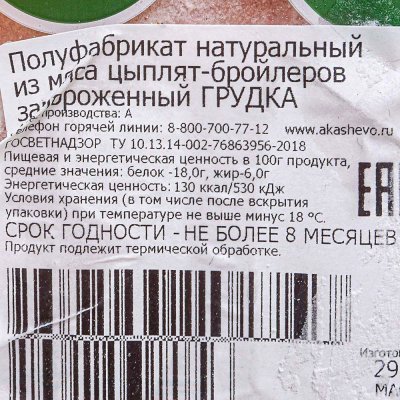 Полуфабрикат натуральный
из мяса цыплят-бройлеров
замороженный ГРУДКА
производства: А
Телефон горячей линии: 8-800-700-77-12 www.akashevo.ru
ГОСВЕТНАДЗОР ТУ 10.13.14-002-76863956-2018
Пищевая и энергетическая ценность в 100г продукта,
средние значения: белок -18,0г, жир-6,0г
Энергетическая ценность: 130 ккал/530 кДж
Условия хранения (в том числе после вскрытия
упаковки) при температуре не выше минус 18 °С.
СРОК ГОДНОСТИ - НЕ БОЛЕЕ 8 МЕСЯЦЕВ
Продукт подлежит термической обработке.
EAC
29